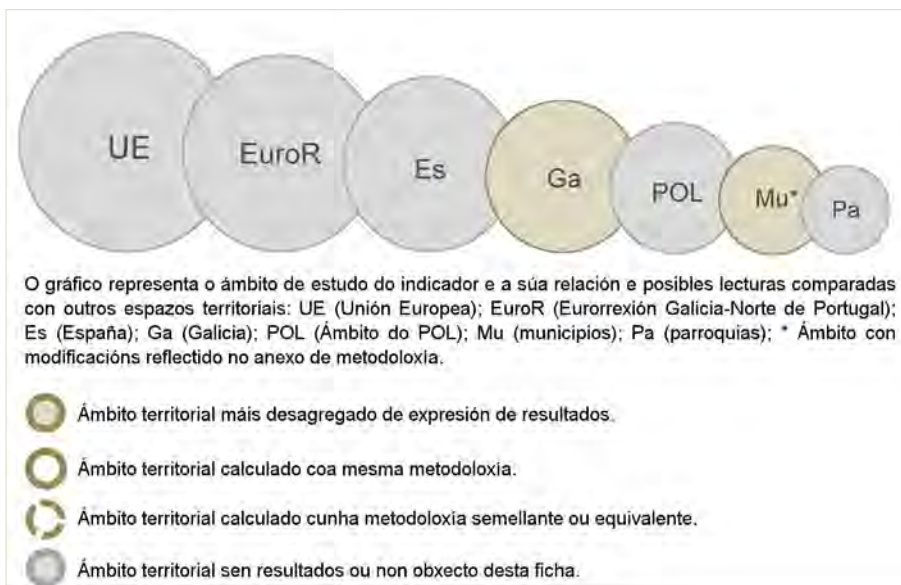 UE
EuroR
Es
Ga
POL
Mu*
Pa
O gráfico representa o ámbito de estudo do indicador e a súa relación e posibles lecturas comparadas
con outros espazos territoriais: UE (Unión Europea); EuroR (Eurorrexión Galicia-Norte de Portugal);
Es (España); Ga (Galicia); POL (Ámbito do POL); Mu (municipios); Pa (parroquias); * Ámbito con
modificacións reflectido no anexo de metodoloxia.
Ámbito territorial máis desagregado de expresión de resultados.
Ámbito territorial calculado coa mesma metodoloxia.
Ámbito territorial calculado cunha metodoloxia semellante ou equivalente.
Ámbito territorial sen resultados ou non obxecto desta ficha.